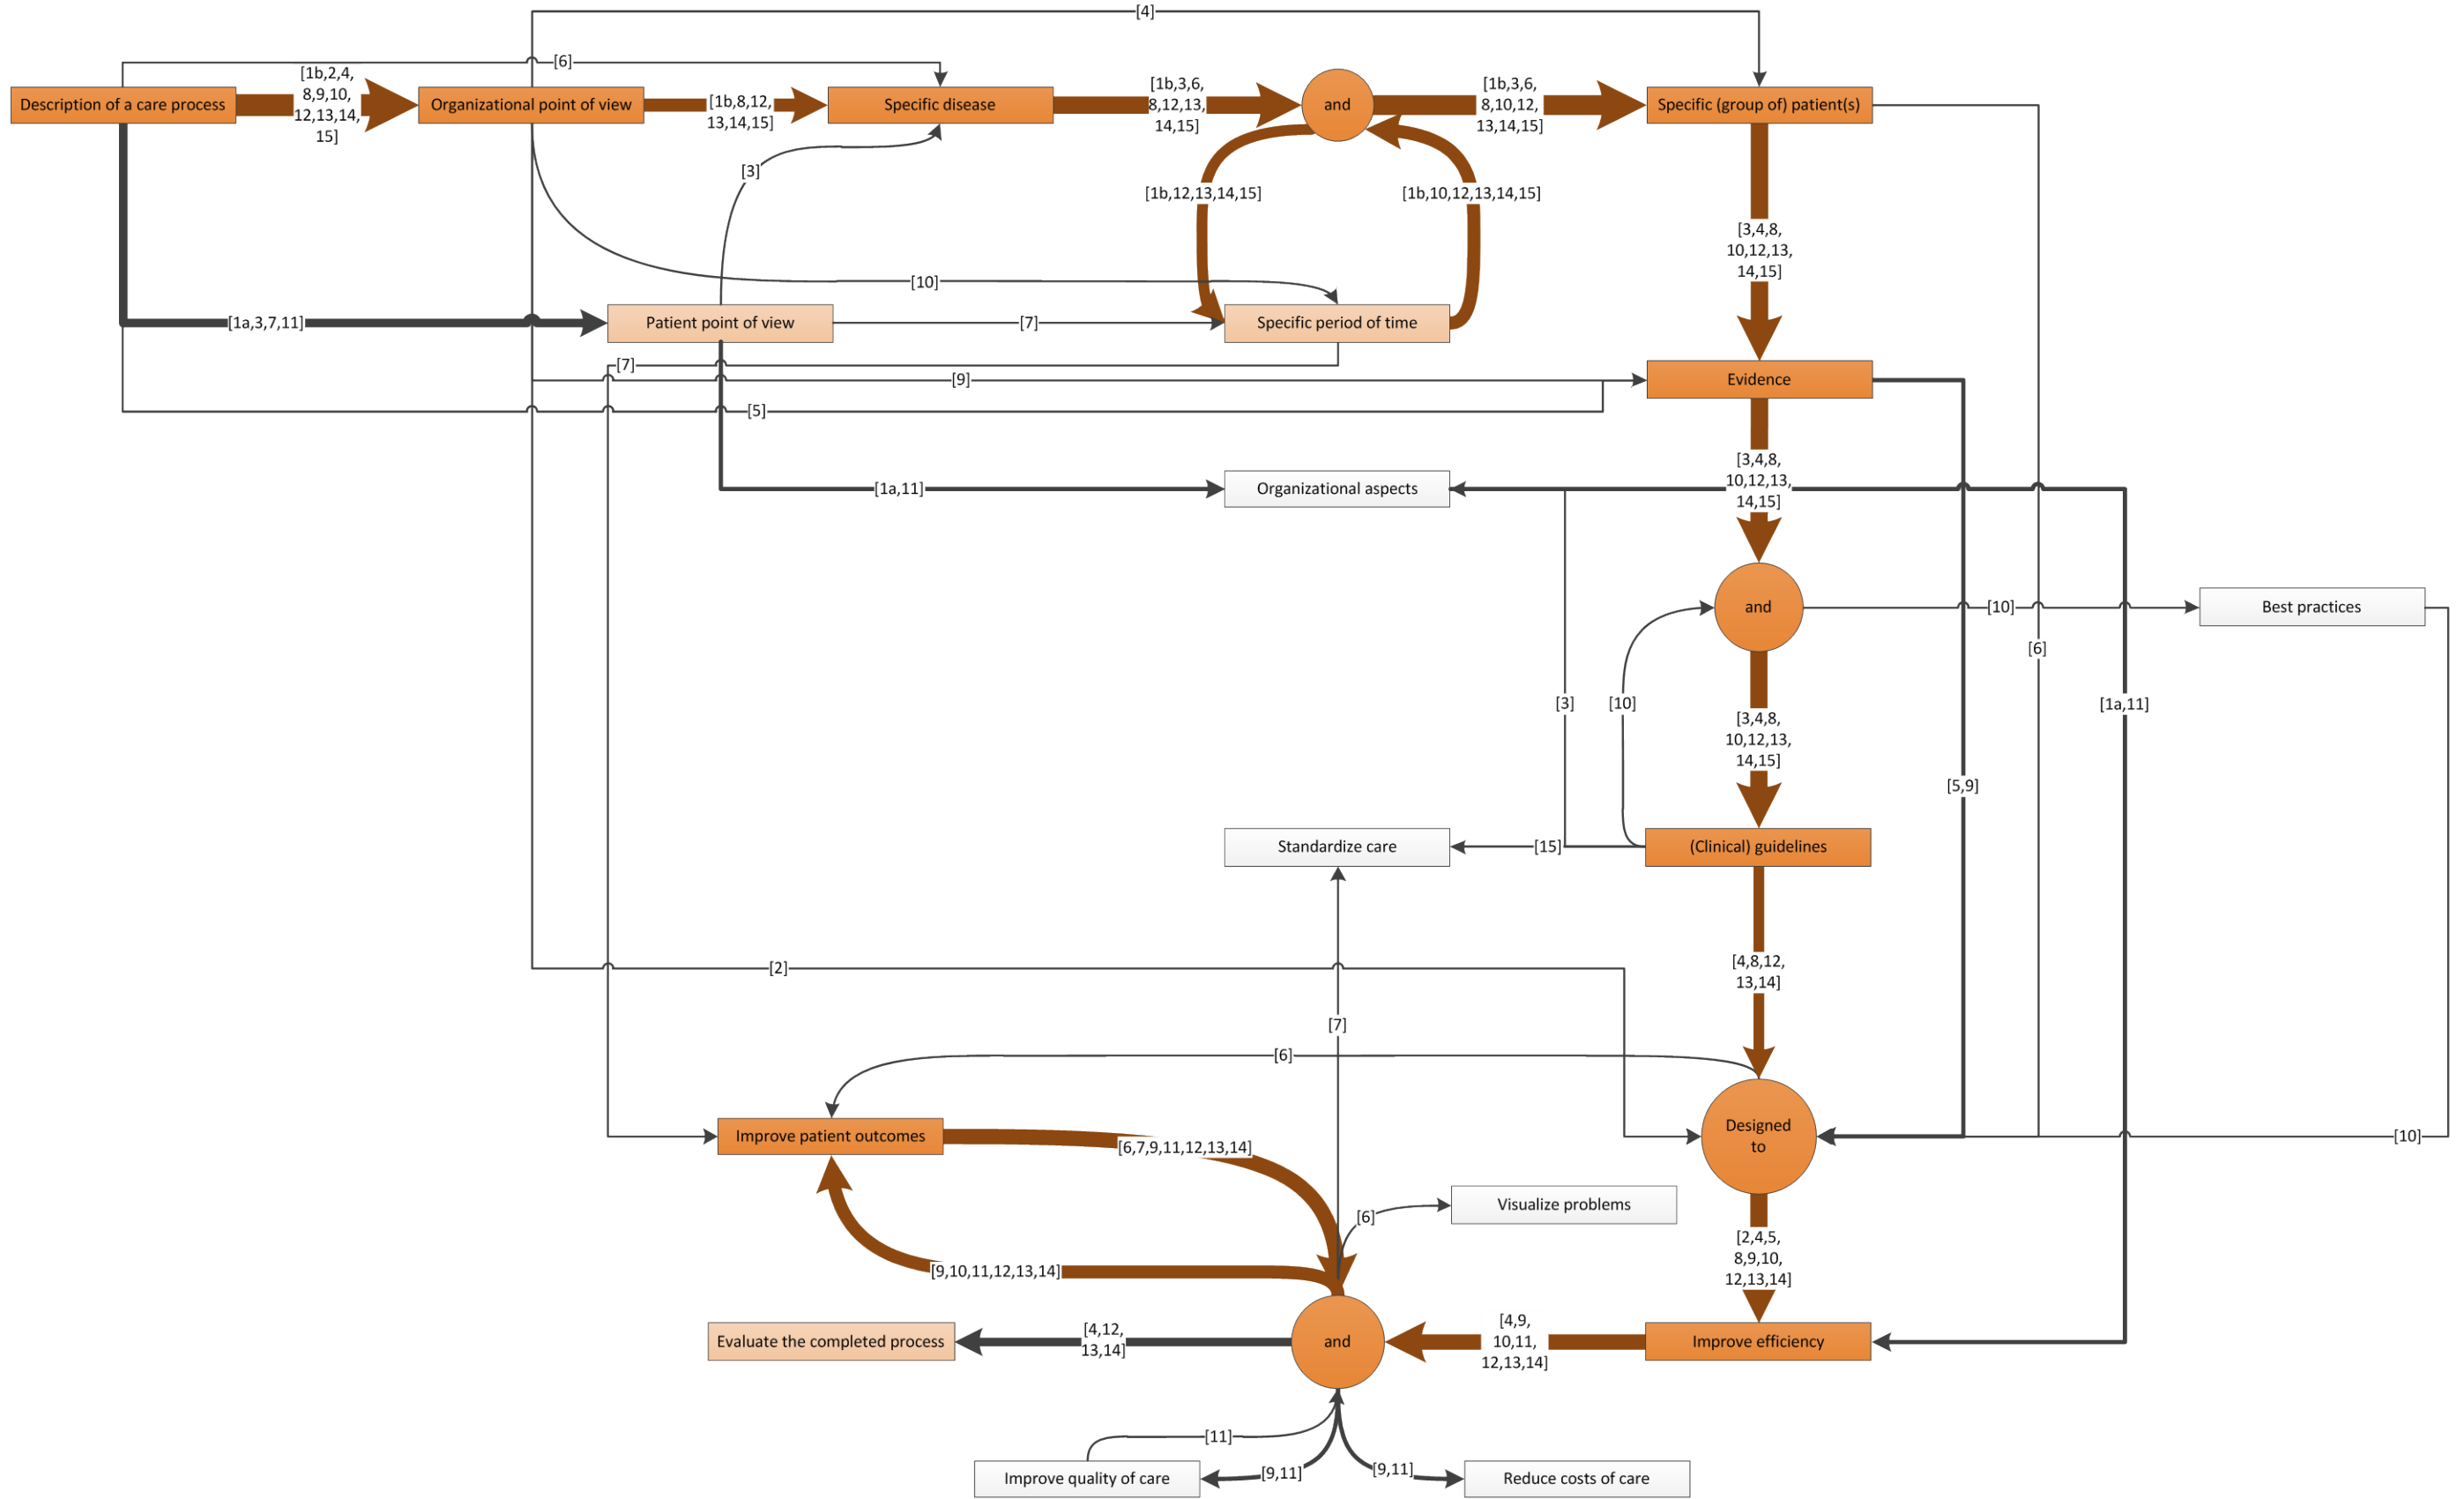 [4]
[6]
Description of a care process
[1b,2,4,
8,9,10,
12,13,14,
15]
Organizational point of view
[1b,8,12,
13,14,15]
Specific disease
[1b,3,6,
8,12,13,
14,15]
and
[1b,3,6,
8,10,12,
13,14,15]
Specific (group of) patient(s)
[3]
[1b,12,13,14,15]
[1b,10,12,13,14,15]
[3,4,8,
10,12,13,
14,15]
[10]
[1a,3,7,11]
Patient point of view
[7]
Specific period of time
[7]
[9]
Evidence
[5]
[3,4,8,
10,12,13,
14,15]
[1a,11]
Organizational aspects
and
[10]
Best practices
[6]
[3]
[10]
[1a,11]
[3,4,8,
10,12,13,
14,15]
[5,9]
Standardize care
[15]
(Clinical) guidelines
[2]
[4,8,12,
13,14]
[7]
[6]
Designed
to
[10]
Improve patient outcomes
[6,7,9,11,12,13,14]
Visualize problems
[6]
[2,4,5,
8,9,10,
12,13,14]
[9,10,11,12,13,14]
Evaluate the completed process
[4,12,
13,14]
and
[4,9,
10,11,
12,13,14]
Improve efficiency
[11]
Improve quality of care
[9,11]
[9,11]
Reduce costs of care